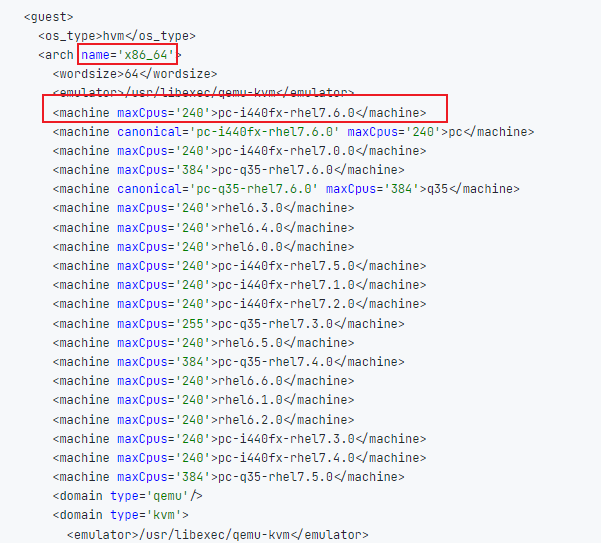 <guest>
<os_type>hvm</os_type>
<arch name='x86_64'>
<wordsize>64</wordsize>
<emulator>/usr/libexec/qemu-kvm</emulator>
<machine maxCpus='240'>pc-i440fx-rhel7.6.0</machine>
<machine canonical='pc-i440fx-rhel7.6.0' maxCpus='240'>pc</machine>
<machine maxCpus='240'>pc-i440fx-rhel7.0.0</machine>
<machine maxCpus='384'>pc-q35-rhel7.6.0</machine>
<machine canonical='pc-q35-rhel7.6.0' maxCpus='384'>q35</machine>
<machine maxCpus='240'>rhel6.3.0</machine>
<machine maxCpus='240'>rhel6.4.0</machine>
<machine maxCpus='240'>rhel6.0.0</machine>
<machine maxCpus='240'>pc-i440fx-rhel7.5.0</machine>
<machine maxCpus='240'>pc-i440fx-rhel7.1.0</machine>
<machine maxCpus='240'>pc-i440fx-rhel7.2.0</machine>
<machine maxCpus='255'>pc-q35-rhel7.3.0</machine>
<machine maxCpus='240'>rhel6.5.0</machine>
<machine maxCpus='384'>pc-q35-rhel7.4.0</machine>
<machine maxCpus='240'>rhel6.6.0</machine>
<machine maxCpus='240'>rhel6.1.0</machine>
<machine maxCpus='240'>rhel6.2.0</machine>
<machine maxCpus='240'>pc-i440fx-rhel7.3.0</machine>
<machine maxCpus='240'>pc-i440fx-rhel7.4.0</machine>
<machine maxCpus='384'>pc-q35-rhel7.5.0</machine>
<domain type='qemu'/>
<domain type='kvm'>
<emulator>/usr/libexec/qemu-kvm</emulator>